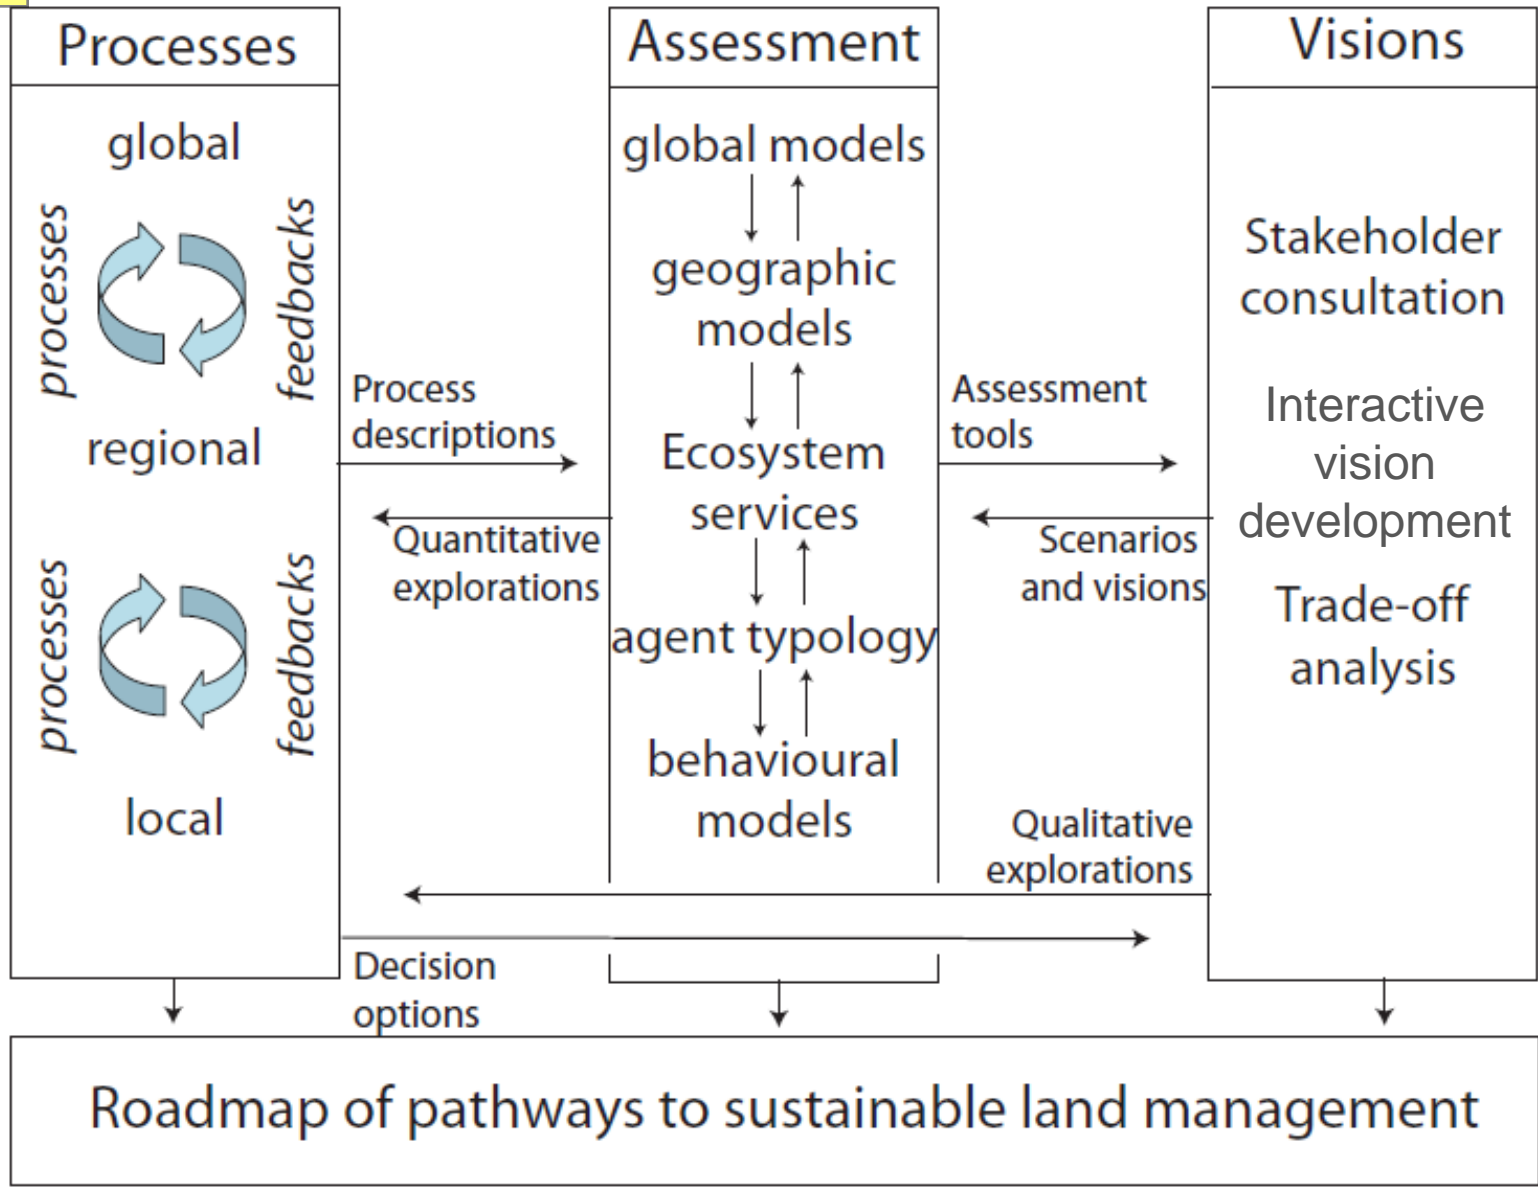 Processes
global
processes
feedbacks
regional
processes
feedbacks
local
Process
descriptions
Quantitative
explorations
Decision
options
Assessment
global models
geographic
models
Ecosystem
services
agent typology
behavioural
models
Assessment
tools
Scenarios
and visions
Qualitative
explorations
Visions
Stakeholder
consultation
Interactive
vision
development
Trade-off
analysis
Roadmap of pathways to sustainable land management